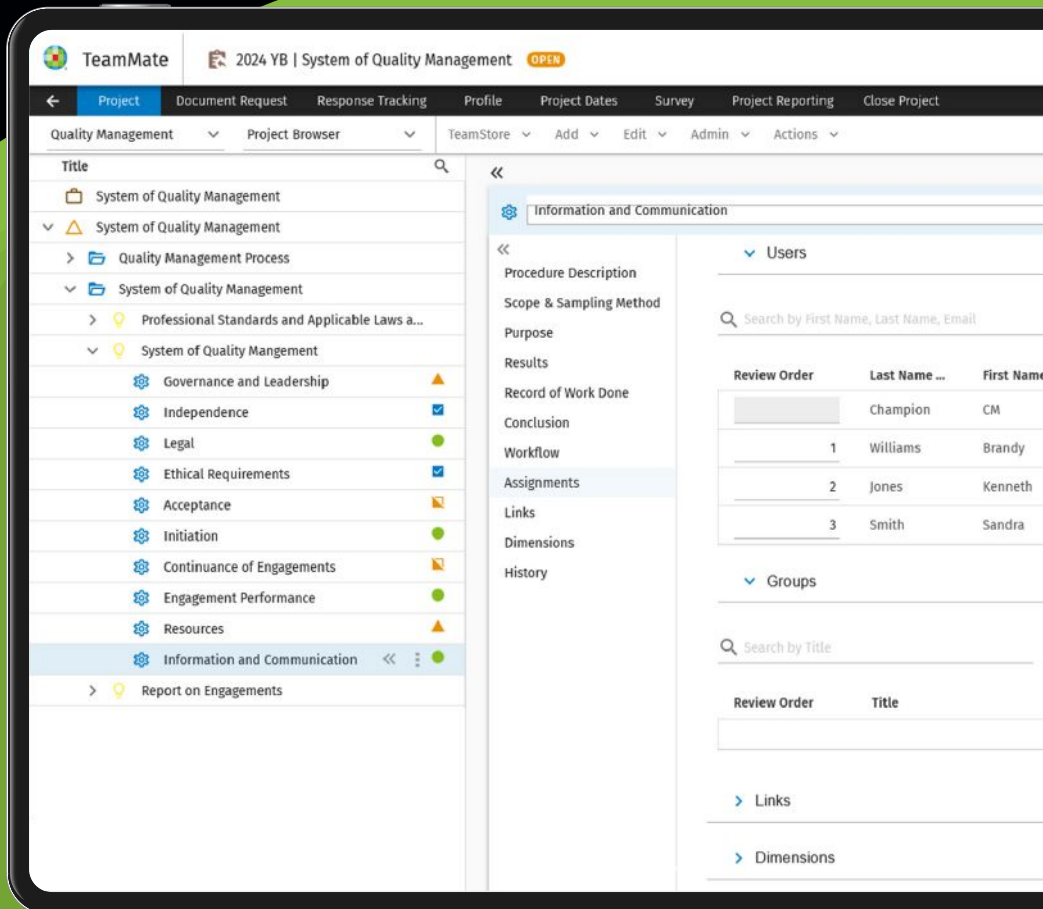 TeamMate
2024 YB | System of Quality Management OPEN
Project Document Request Response Tracking Profile Project Dates Survey Project Reporting Close Project
Quality Management Project Browser TeamStore Add Edit Admin Actions
Title
System of Quality Management
System of Quality Management
Quality Management Process
System of Quality Management
Professional Standards and Applicable Laws a...
System of Quality Mangement
Governance and Leadership
Independence
Legal
Ethical Requirements
Acceptance
Initiation
Continuance of Engagements
Engagement Performance
Resources
Information and Communication
Report on Engagements
Information and Communication
Procedure Description
Scope & Sampling Method
Purpose
Results
Record of Work Done
Conclusion
Workflow
Assignments
Links
Dimensions
History
Users
Search by First Name, Last Name, Email
Review Order Last Name ... First Name
Champion CM
1 Williams Brandy
2 Jones Kenneth
3 Smith Sandra
Groups
Search by Title
Review Order Title
Links
Dimensions